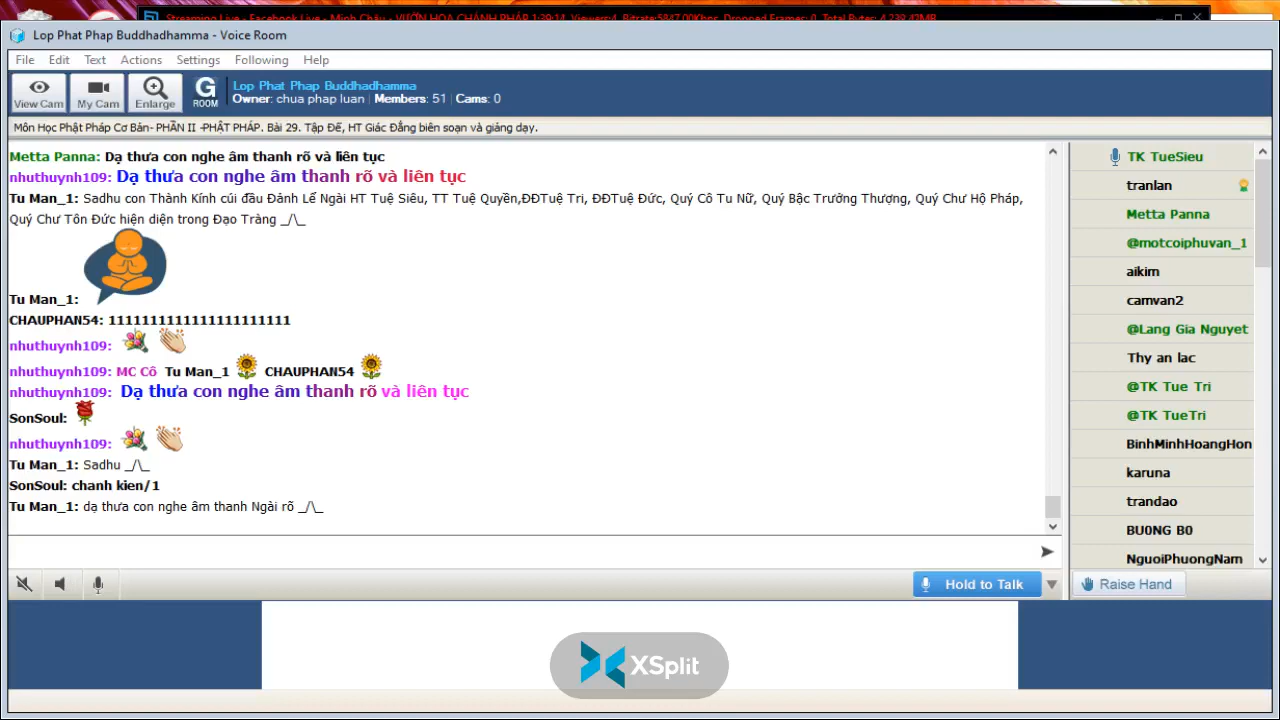 Streaming Live - Facebook Live - Minh Châu - VƯỜN HOA CHÁNH PHÁP 1:39:14, Viewers:4, Bitrate:5847.00Kbps, Dropped Frames: 0, Total Bytes: 4,239.42MB
Lop Phat Phap Buddhadhamma - Voice Room
File Edit Text Actions Settings Following Help
View Cam My Cam Enlarge G ROOM
Lop Phat Phap Buddhadhamma
Owner: chua phap luan | Members: 51 | Cams: 0
Môn Học Phật Pháp Cơ Bản- PHẦN II -PHẬT PHÁP. Bài 29. Tập Đế, HT Giác Đẳng biên soạn và giảng dạy.
Metta Panna: Dạ thưa con nghe âm thanh rõ và liên tục
nhuthuynh109: Dạ thưa con nghe âm thanh rõ và liên tục
Tu Man_1: Sadhu con Thành Kính cúi đầu Đảnh Lể Ngài HT Tuệ Siêu, TT Tuệ Quyền,ĐĐTuệ Tri, ĐĐTuệ Đức, Quý Cô Tu Nữ, Quý Bậc Trưởng Thượng, Quý Chư Hộ Pháp,
Quý Chư Tôn Đức hiện diện trong Đạo Tràng _/\_
Tu Man_1:
CHAUPHAN54: 1111111111111111111111
nhuthuynh109:
nhuthuynh109: MC Cô Tu Man_1 CHAUPHAN54
nhuthuynh109: Dạ thưa con nghe âm thanh rõ và liên tục
SonSoul:
nhuthuynh109:
Tu Man_1: Sadhu _/\_
SonSoul: chanh kien/1
Tu Man_1: dạ thưa con nghe âm thanh Ngài rõ _/\_
TK TueSieu
tranlan
Metta Panna
@motcoiphuvan_1
aikim
camvan2
@Lang Gia Nguyet
Thy an lac
@TK Tue Tri
@TK TueTri
BinhMinhHoangHon
karuna
trandao
BU0NG B0
NguoiPhuongNam
Hold to Talk
Raise Hand
XSplit